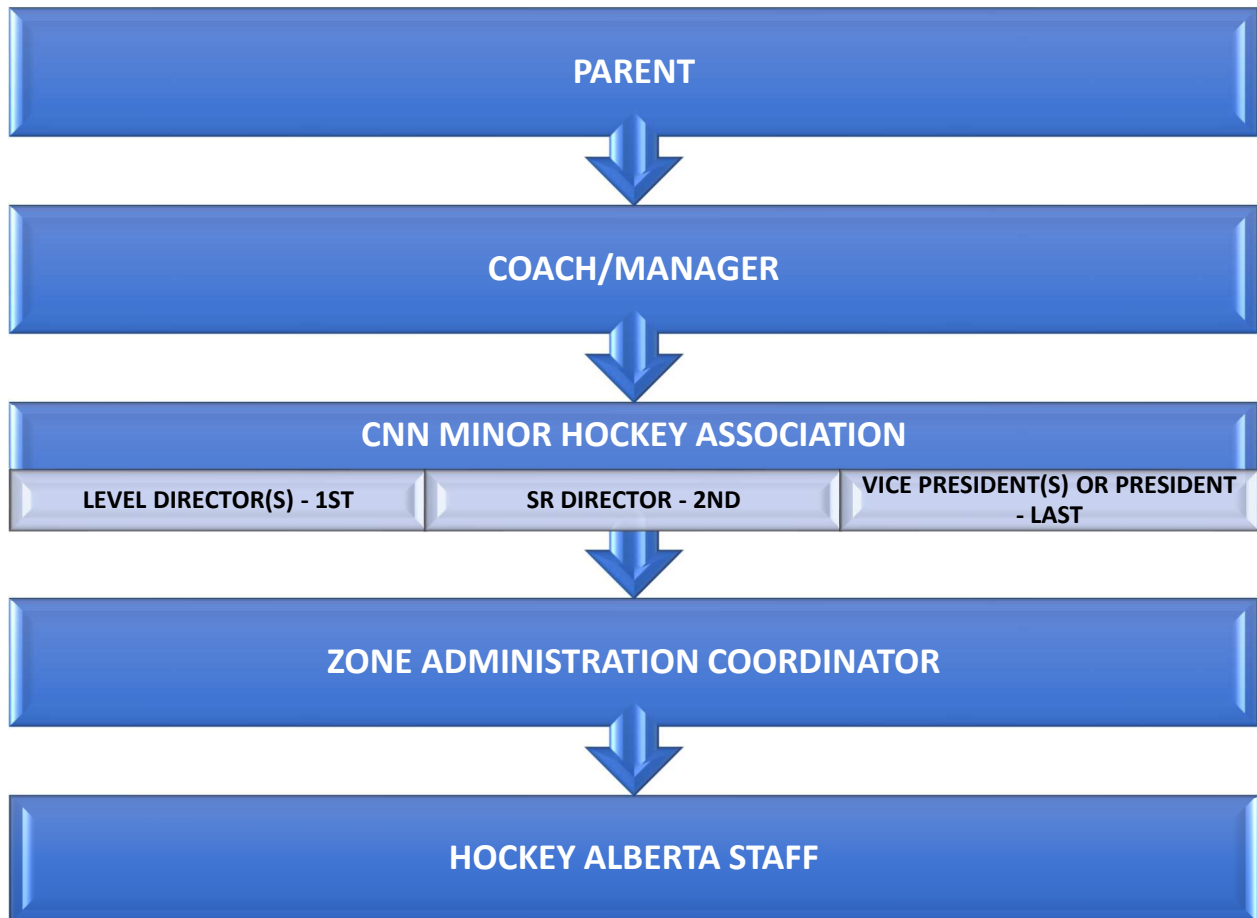 PARENT
COACH/MANAGER
CNN MINOR HOCKEY ASSOCIATION
LEVEL DIRECTOR(S) - 1ST
SR DIRECTOR - 2ND
VICE PRESIDENT(S) OR PRESIDENT
- LAST
ZONE ADMINISTRATION COORDINATOR
HOCKEY ALBERTA STAFF